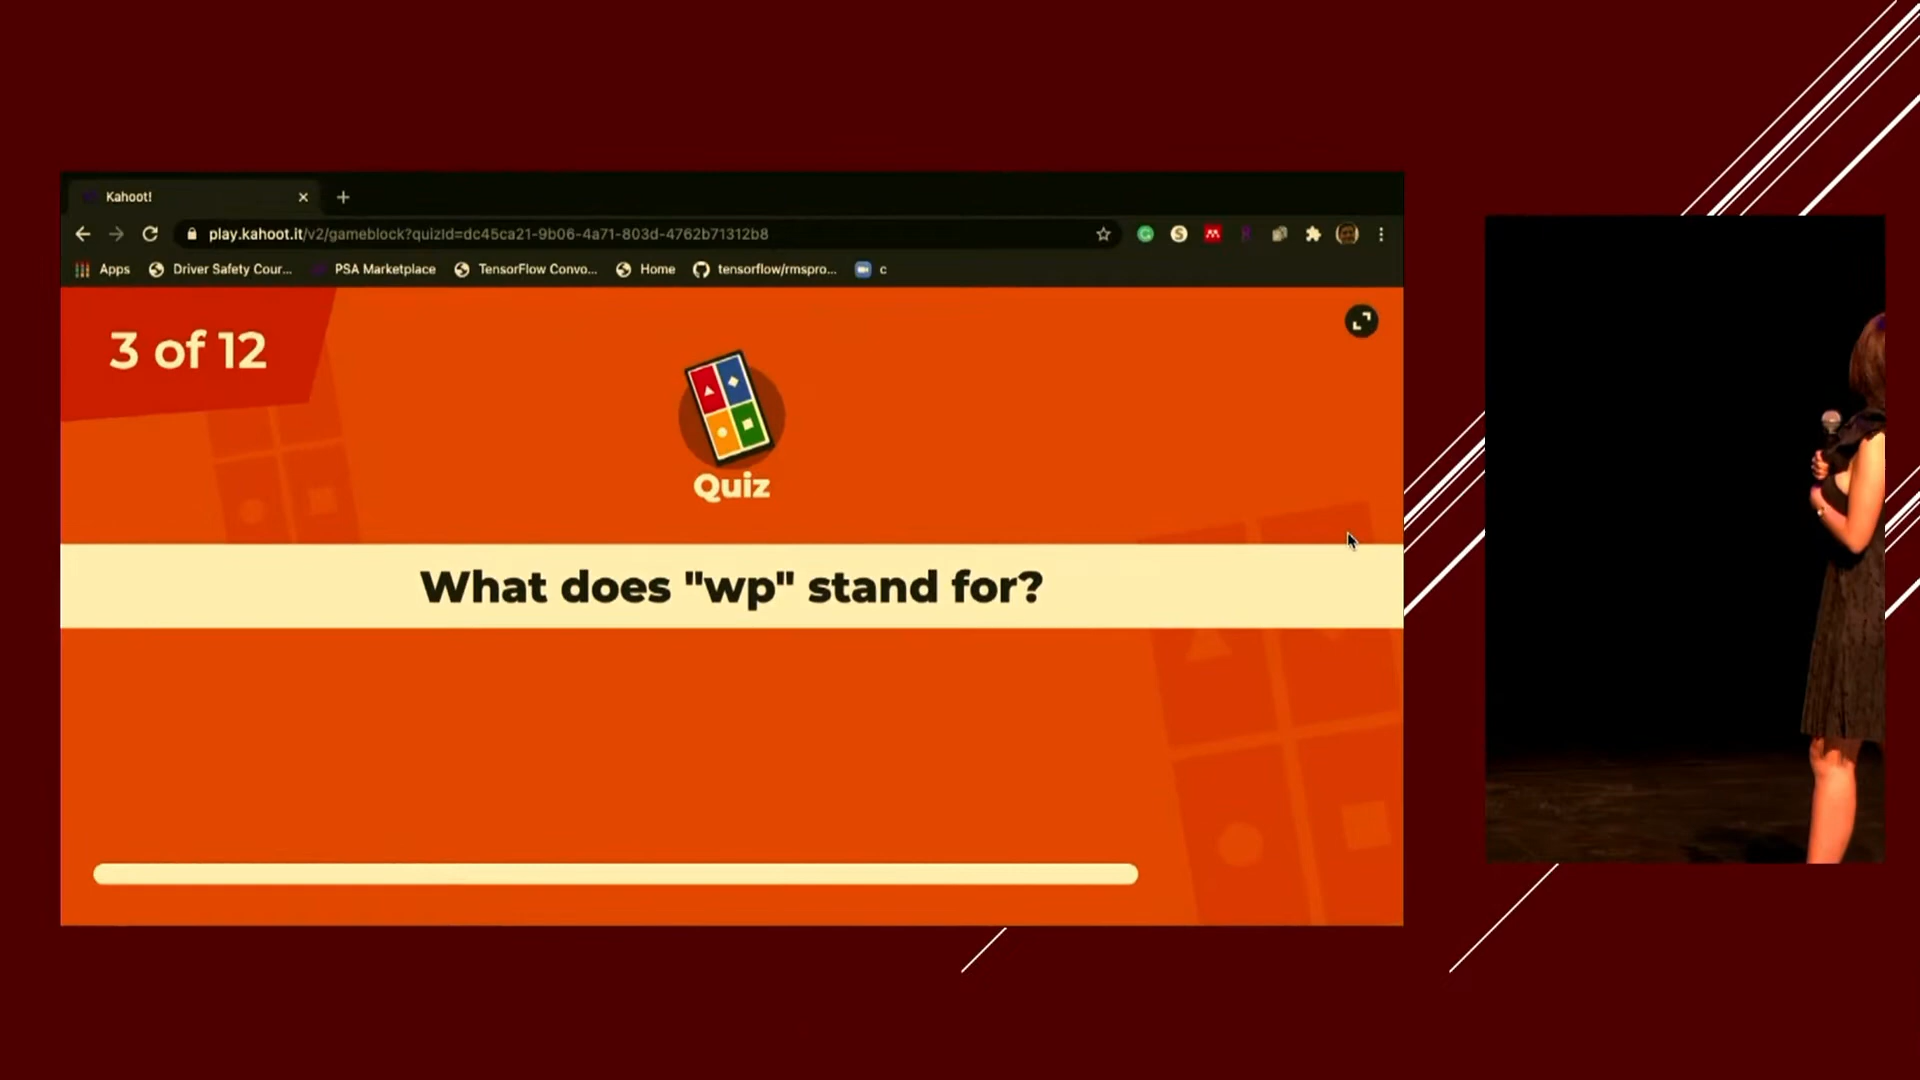 Kahoot!
play.kahoot.it/v2/gameblock?quizId=dc45ca21-9b06-4a71-803d-4762b71312b8
Apps
Driver Safety Cour...
PSA Marketplace
TensorFlow Convo...
Home
tensorflow/rmspro...
c
3 of 12
Quiz
What does "wp" stand for?